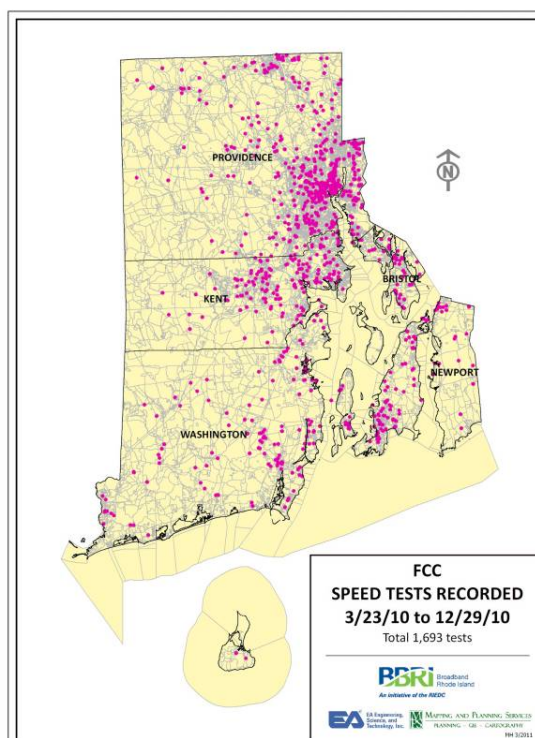 PROVIDENCE
N
KENT
BRISTOL
NEWPORT
WASHINGTON
FCC
SPEED TESTS RECORDED
3/23/10 to 12/29/10
Total 1,693 tests
BBRI Broadband
Rhode Island
An initiative of the RIEDC
EA EA Engineering,
Science, and
Technology, Inc.
MAPPING AND PLANNING SERVICES
PLANNING - GIS - CARTOGRAPHY
MH 3/2011